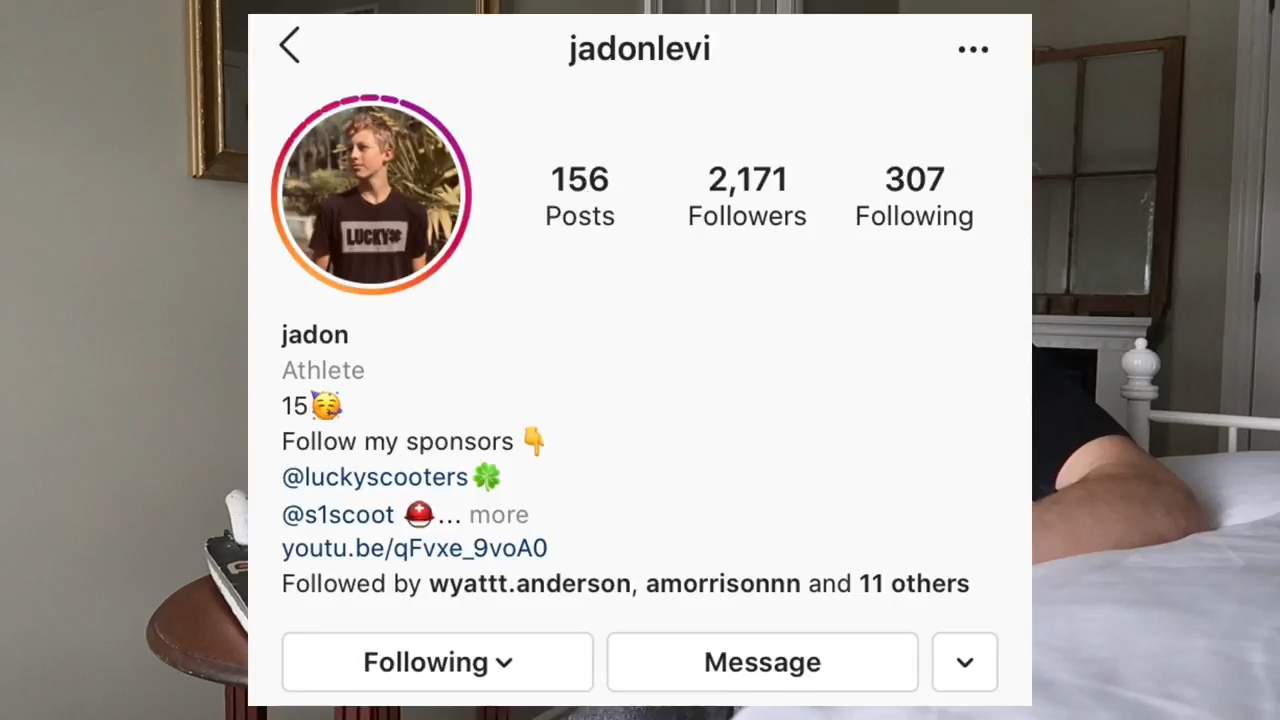 jadonlevi
156 2,171 307
Posts Followers Following
LUCKY
jadon
Athlete
15🥳
Follow my sponsors 👇
@luckyscooters🍀
@s1scoot ⛑️... more
youtu.be/qFvxe_9voA0
Followed by wyattt.anderson, amorrisonnn and 11 others
Following Message